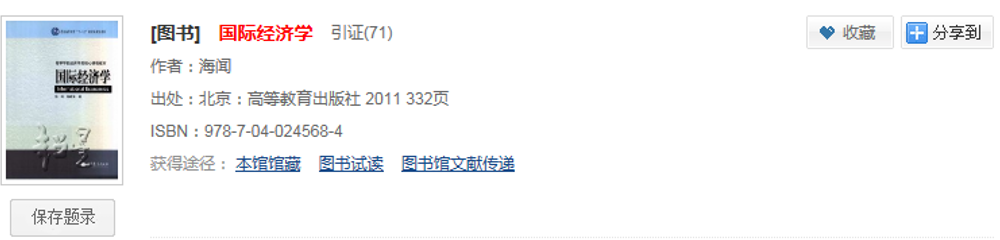 [图书] 国际经济学 引证(71)
收藏
分享到
作者：海闻
出处：北京：高等教育出版社 2011 332页
ISBN：978-7-04-024568-4
获得途径： 本馆馆藏 图书试读 图书馆文献传递
国际经济学
International Economics
保存题录